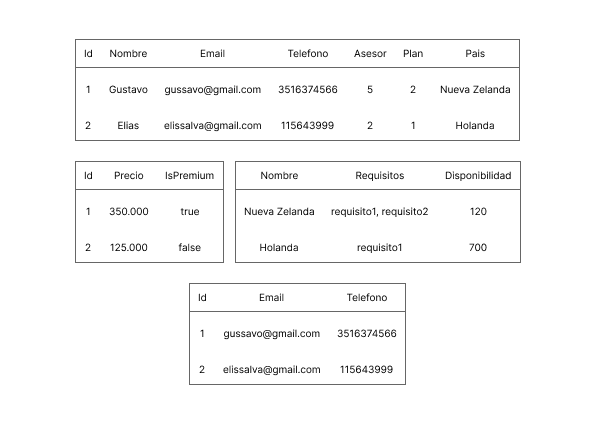 Id Nombre Email Telefono Asesor Plan Pais
1 Gustavo gussavo@gmail.com 3516374566 5 2 Nueva Zelanda
2 Elias elissalva@gmail.com 115643999 2 1 Holanda
Id Precio IsPremium
1 350.000 true
2 125.000 false
Nombre Requisitos Disponibilidad
Nueva Zelanda requisito1, requisito2 120
Holanda requisito1 700
Id Email Telefono
1 gussavo@gmail.com 3516374566
2 elissalva@gmail.com 115643999